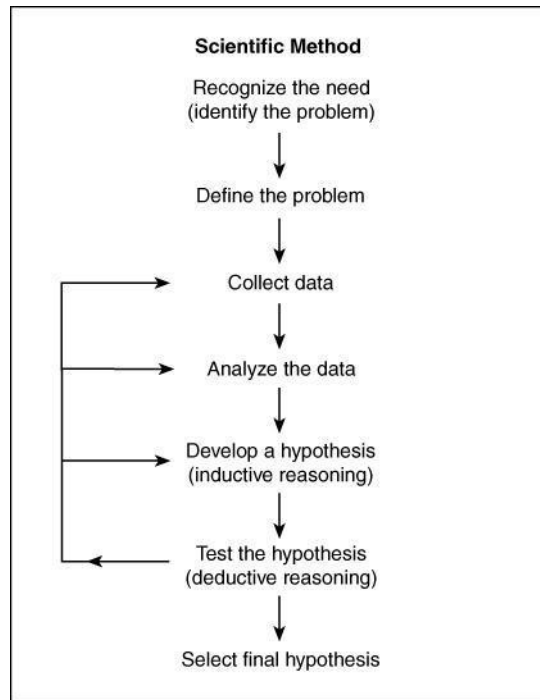 Scientific Method
Recognize the need
(identify the problem)
Define the problem
Collect data
Analyze the data
Develop a hypothesis
(inductive reasoning)
Test the hypothesis
(deductive reasoning)
Select final hypothesis